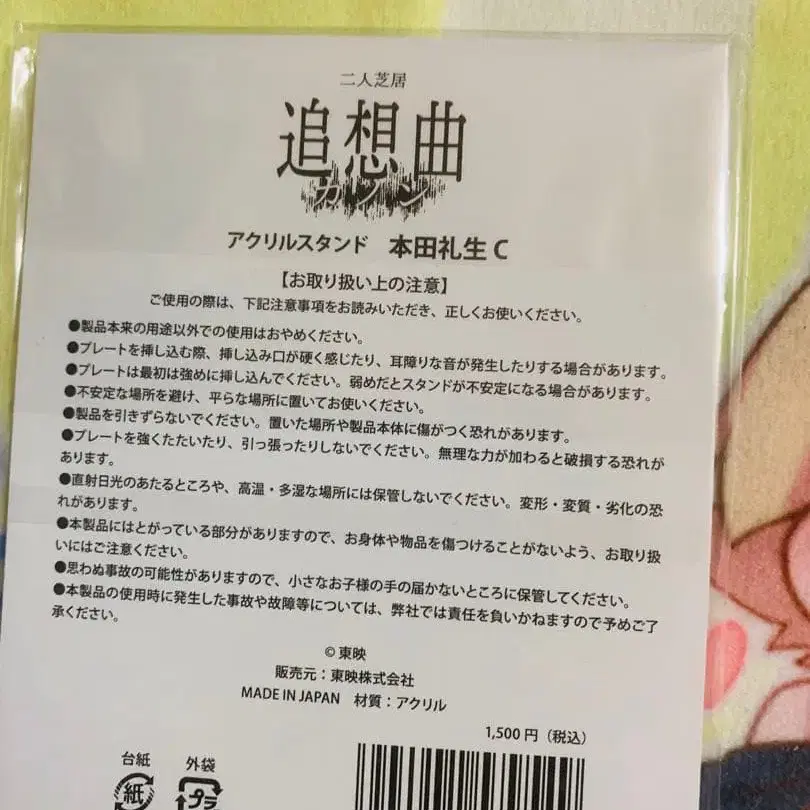 二人芝居
追想曲
カノン
アクリルスタンド 本田礼生 C
【お取り扱い上の注意】
ご使用の際は、下記注意事項をお読みいただき、正しくお使いください。
●製品本来の用途以外での使用はおやめください。
●プレートを挿し込む際、挿し込み口が硬く感じたり、耳障りな音が発生したりする場合があります。
●プレートは最初は強めに挿し込んでください。弱めだとスタンドが不安定になる場合があります。
●不安定な場所を避け、平らな場所に置いてお使いください。
●製品を引きずらないでください。置いた場所や製品本体に傷がつく恐れがあります。
●プレートを強くたたいたり、引っ張ったりしないでください。無理な力が加わると破損する恐れが
あります。
●直射日光のあたるところや、高温・多湿な場所には保管しないでください。変形・変質・劣化の恐
れがあります。
●本製品にはとがっている部分がありますので、お身体や物品を傷つけることがないよう、お取り扱
いにはご注意ください。
●思わぬ事故の可能性がありますので、小さなお子様の手の届かないところに保管してください。
●本製品の使用時に発生した事故や故障等については、弊社では責任を負いかねますので予めご了
承ください。
© 東映
販売元：東映株式会社
MADE IN JAPAN 材質：アクリル
1,500 円（税込）
台紙 外袋
紙 プラ